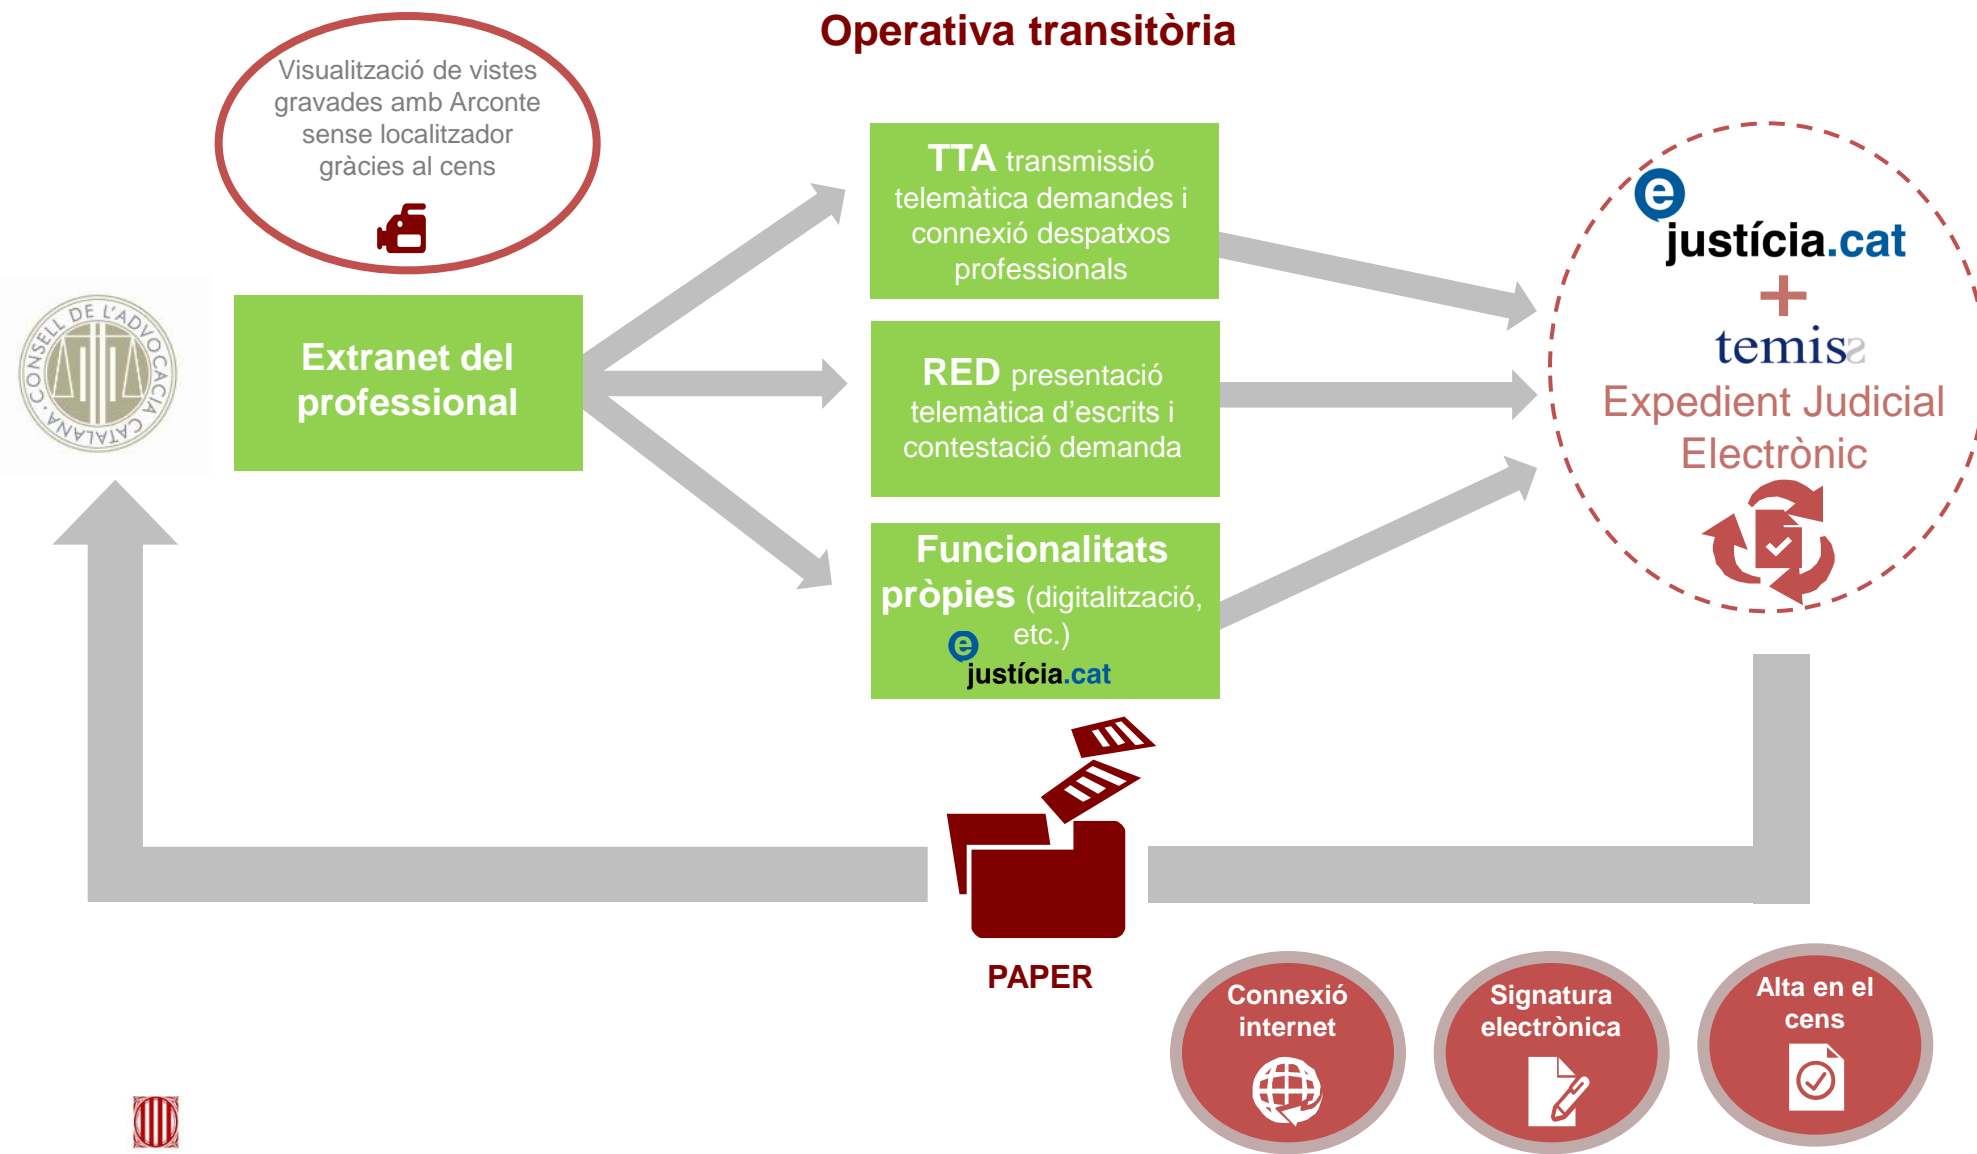 Operativa transitòria
Visualització de vistes
gravades amb Arconte
sense localitzador
gràcies al cens
CONSELL DE L'ADVOCACIA CATALANA
Extranet del
professional
TTA transmissió
telemàtica demandes i
connexió despatxos
professionals
RED presentació
telemàtica d'escrits i
contestació demanda
Funcionalitats
pròpies (digitalització,
etc.)
e
justícia.cat
e
justícia.cat
+
temis2
Expedient Judicial
Electrònic
PAPER
Connexió
internet
Signatura
electrònica
Alta en el
cens